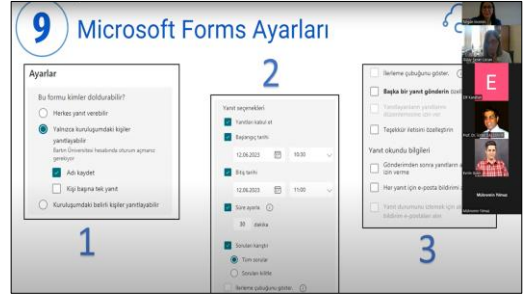 9 Microsoft Forms Ayarları
Ayarlar
Bu formu kimler doldurabilir?
Herkes yanıt verebilir
Yalnızca kuruluşumdaki kişiler
yanıtlayabilir
Bartın Üniversitesi hesabında oturum açmanız
gerekiyor
Adı kaydet
Kişi başına tek yanıt
Kuruluşumdaki belirli kişiler yanıtlayabilir
1
2
Yanıt seçenekleri
Yanıtları kabul et
Başlangıç tarihi
12.06.2023 10:30
Bitiş tarihi
12.06.2023 11:00
Süre ayarla
30 dakika
Soruları karıştır
Tüm sorular
Soruları kilitle
İlerleme çubuğunu göster.
İlerleme çubuğunu göster.
Başka bir yanıt gönderin
Teşekkür iletisini özelleştirin
Yanıt okundu bilgileri
Gönderimden sonra yanıtların
izin verme
Her yanıt için e-posta bildirimi
3
E